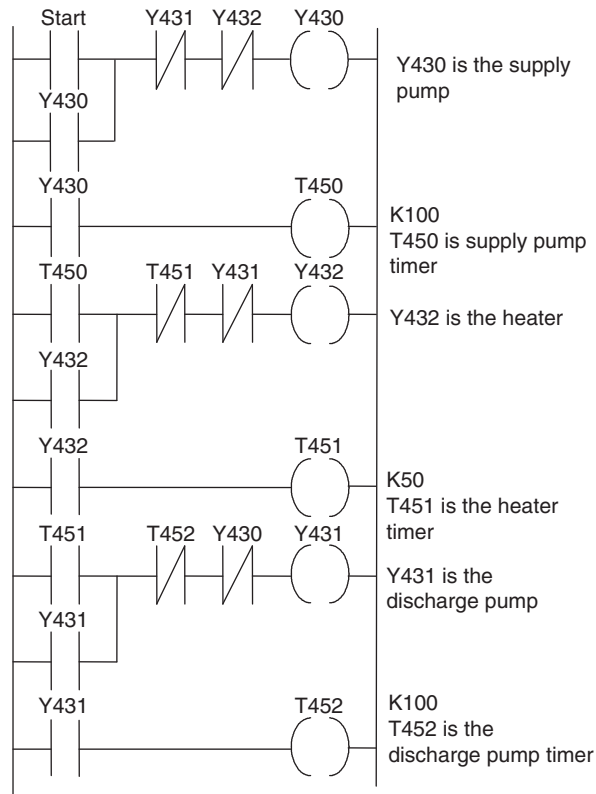 Start Y431 Y432 Y430
Y430 is the supply
pump
Y430
Y430 T450
K100
T450 is supply pump
timer
T450 T451 Y431 Y432
Y432 is the heater
Y432
Y432 T451
K50
T451 is the heater
timer
T451 T452 Y430 Y431
Y431 is the
discharge pump
Y431
Y431 T452
K100
T452 is the
discharge pump timer